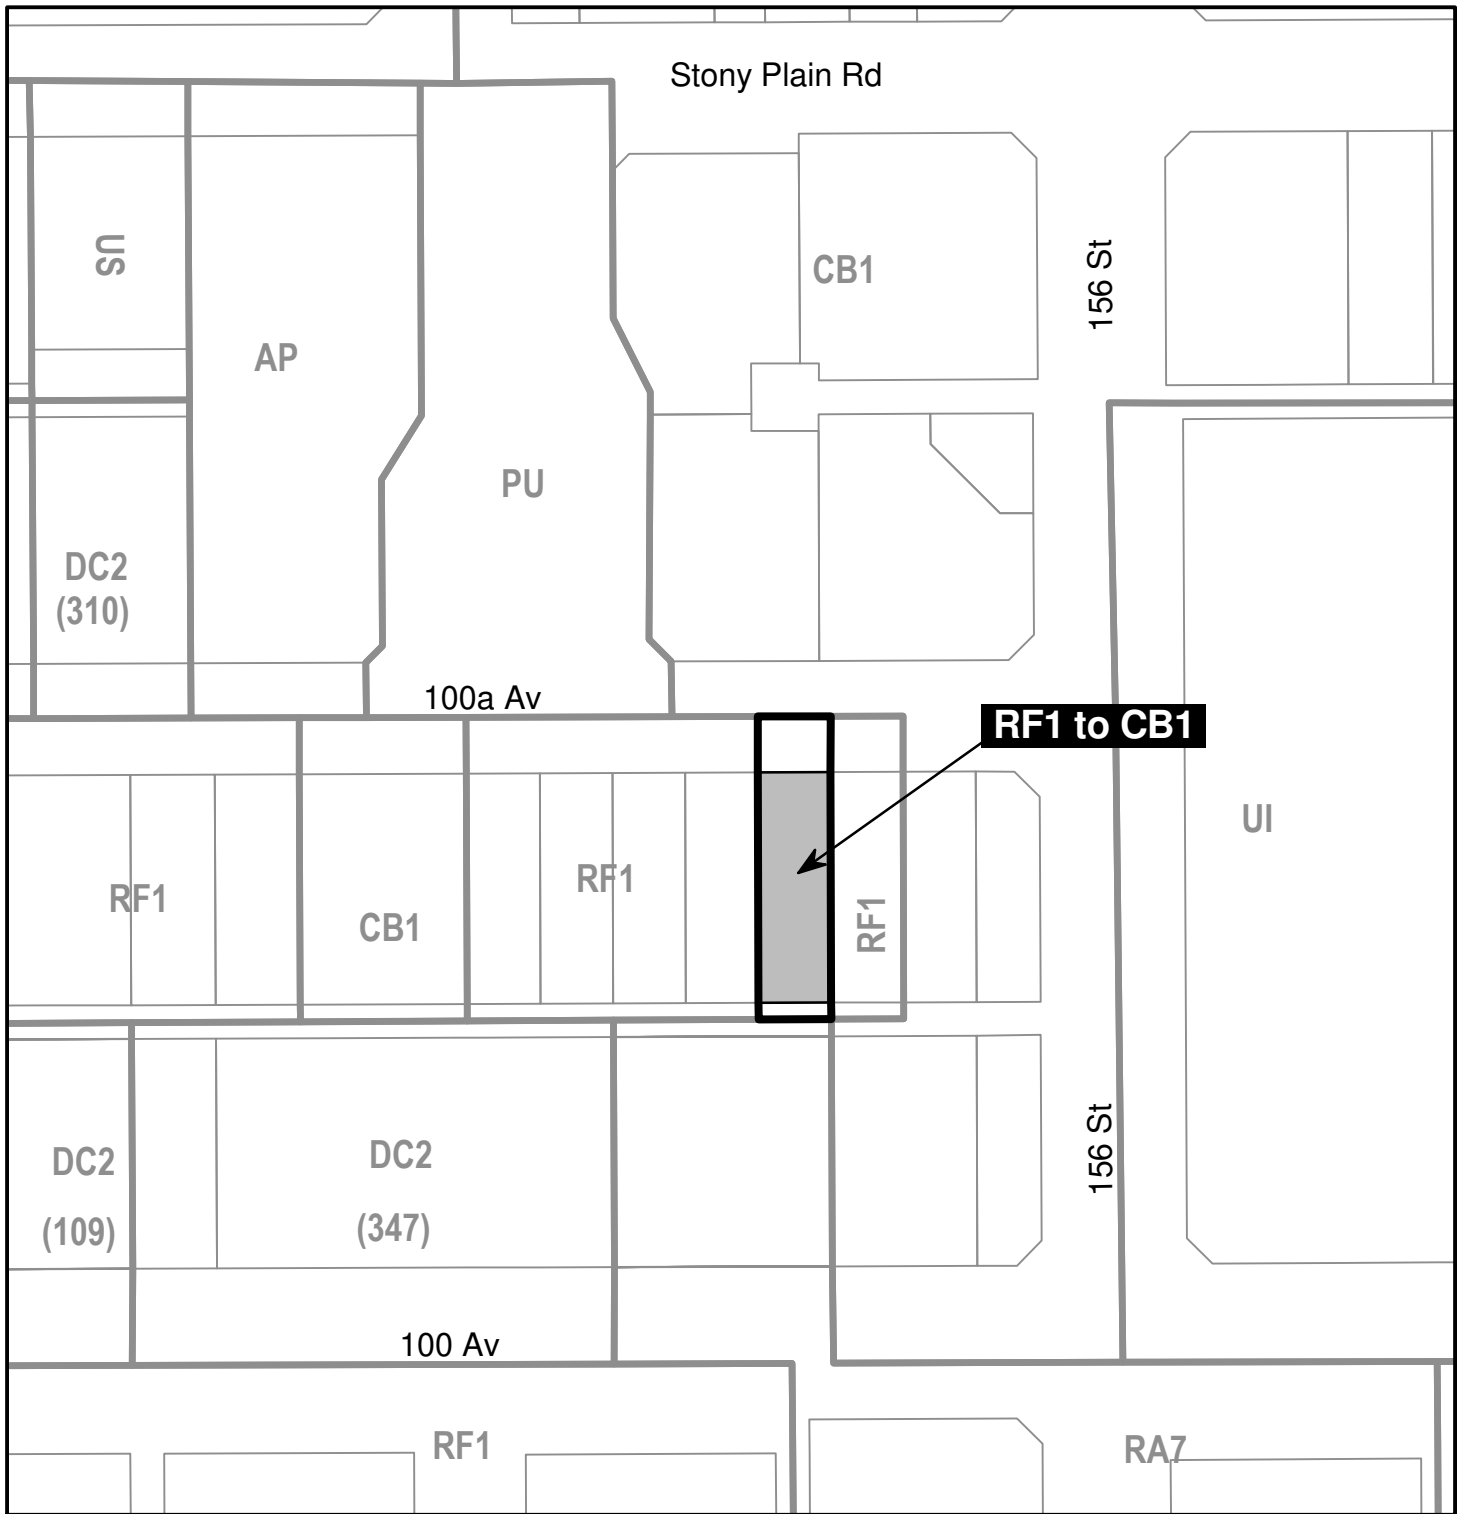 Stony Plain Rd
US
CB1
156 St
AP
PU
DC2
(310)
100a Av
RF1 to CB1
UI
RF1
RF1
CB1
RF1
DC2
(109)
DC2
(347)
156 St
100 Av
RF1
RA7